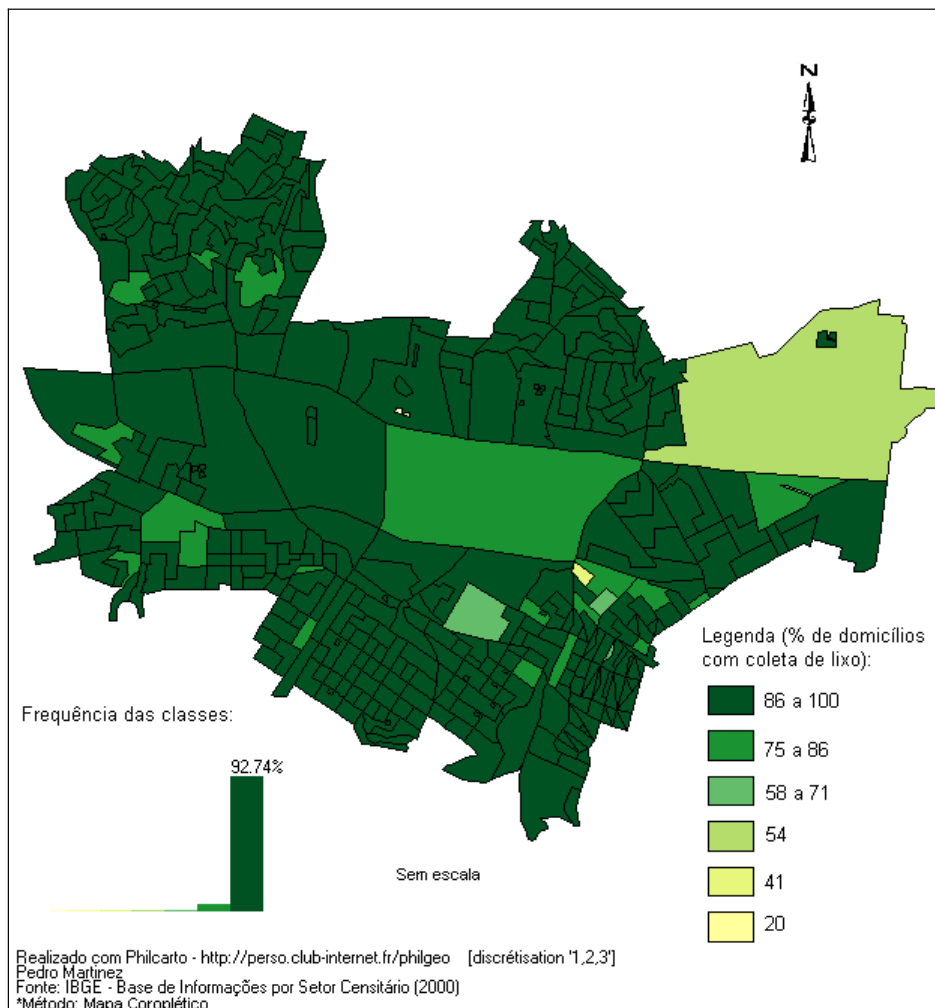 N
Legenda (% de domicílios
com coleta de lixo):
86 a 100
75 a 86
58 a 71
54
41
20
Frequência das classes:
92.74%
Sem escala
Realizado com Philcarto - http://perso.club-internet.fr/philgeo [discrétisation '1,2,3']
Pedro Martinez
Fonte: IBGE - Base de Informações por Setor Censitário (2000)
*Método: Mapa Coroplético